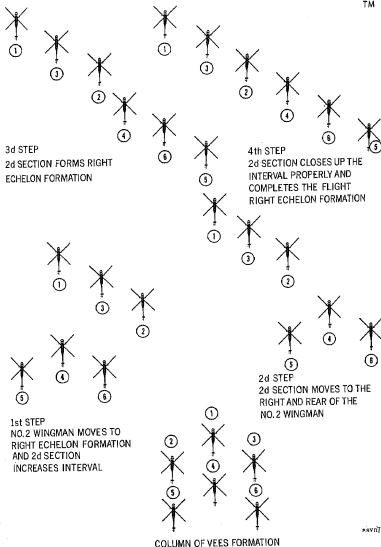 TM
1
3
2
4
6
5
3d STEP
2d SECTION FORMS RIGHT
ECHELON FORMATION
1
3
2
4
6
5
4th STEP
2d SECTION CLOSES UP THE
INTERVAL PROPERLY AND
COMPLETES THE FLIGHT
RIGHT ECHELON FORMATION
1
3
2
4
5
6
1st STEP
NO.2 WINGMAN MOVES TO
RIGHT ECHELON FORMATION
AND 2d SECTION
INCREASES INTERVAL
1
3
2
4
5
6
2d STEP
2d SECTION MOVES TO THE
RIGHT AND REAR OF THE
NO.2 WINGMAN
1
2
3
4
5
6
COLUMN OF VEES FORMATION